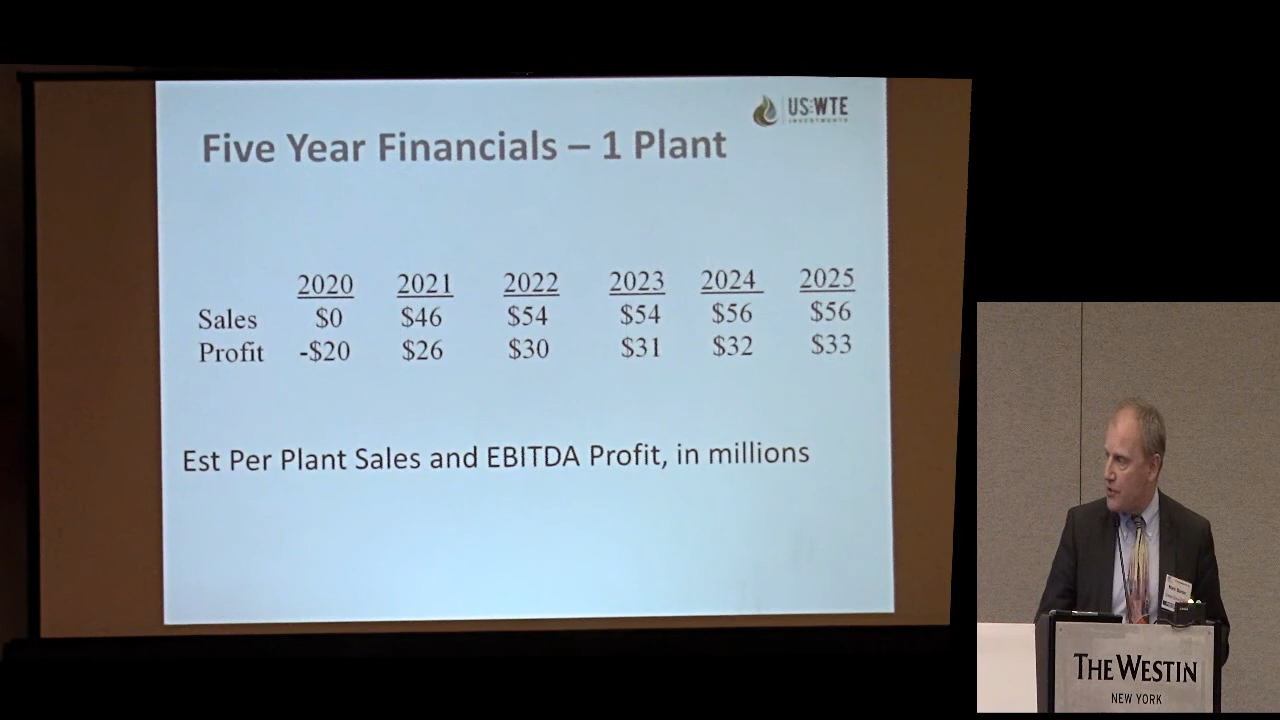 US:WTE
INVESTMENTS
Five Year Financials – 1 Plant
2020 2021 2022 2023 2024 2025
Sales $0 $46 $54 $54 $56 $56
Profit -$20 $26 $30 $31 $32 $33
Est Per Plant Sales and EBITDA Profit, in millions
THE WESTIN
NEW YORK